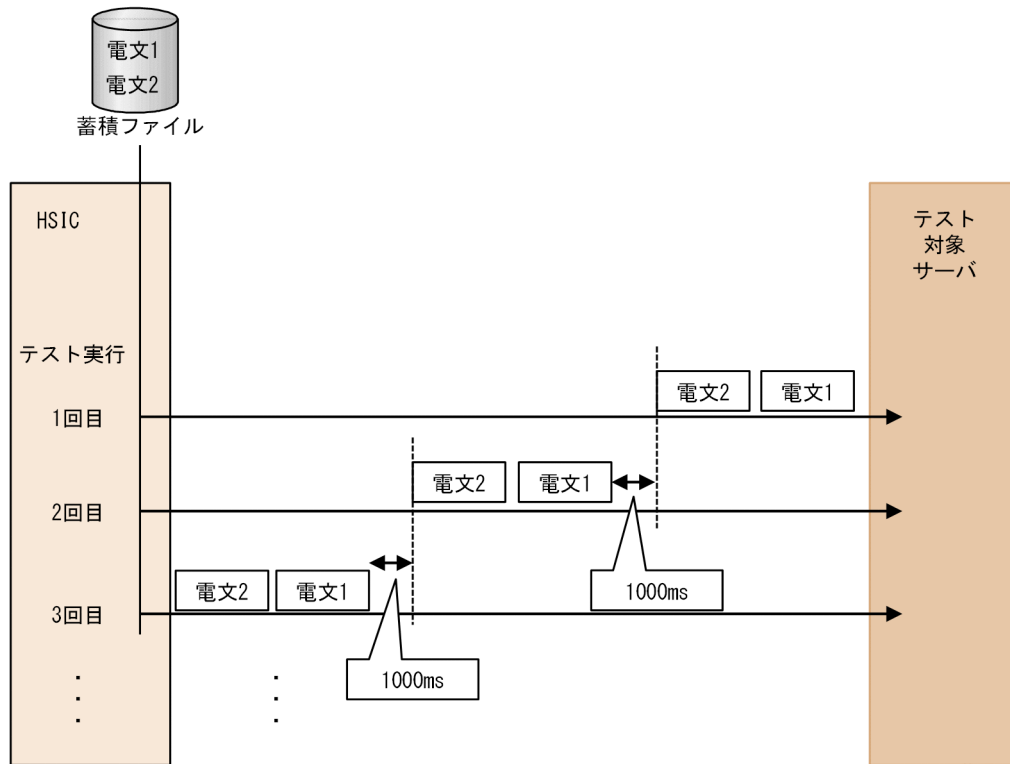 電文1
電文2
蓄積ファイル
HSIC
テスト
対象
サーバ
テスト実行
電文2
電文1
1回目
電文2
電文1
2回目
1000ms
電文2
電文1
3回目
1000ms